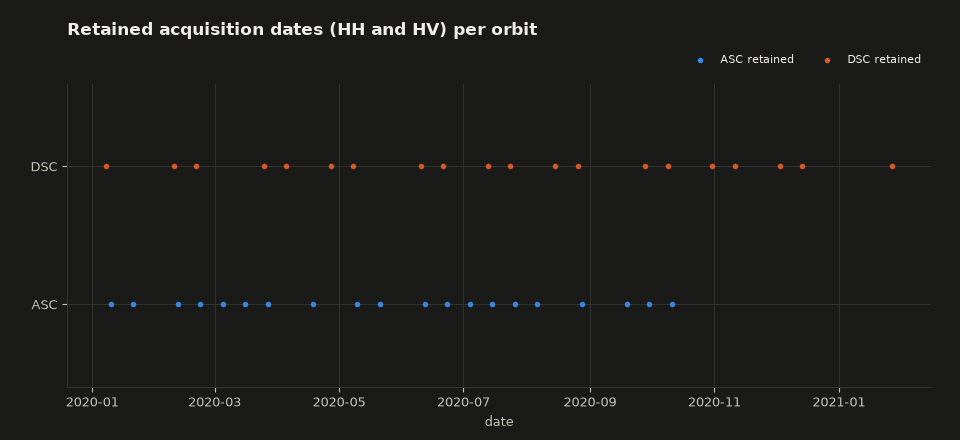 Retained acquisition dates (HH and HV) per orbit
ASC retained
DSC retained
DSC
ASC
2020-01
2020-03
2020-05
2020-07
2020-09
2020-11
2021-01
date